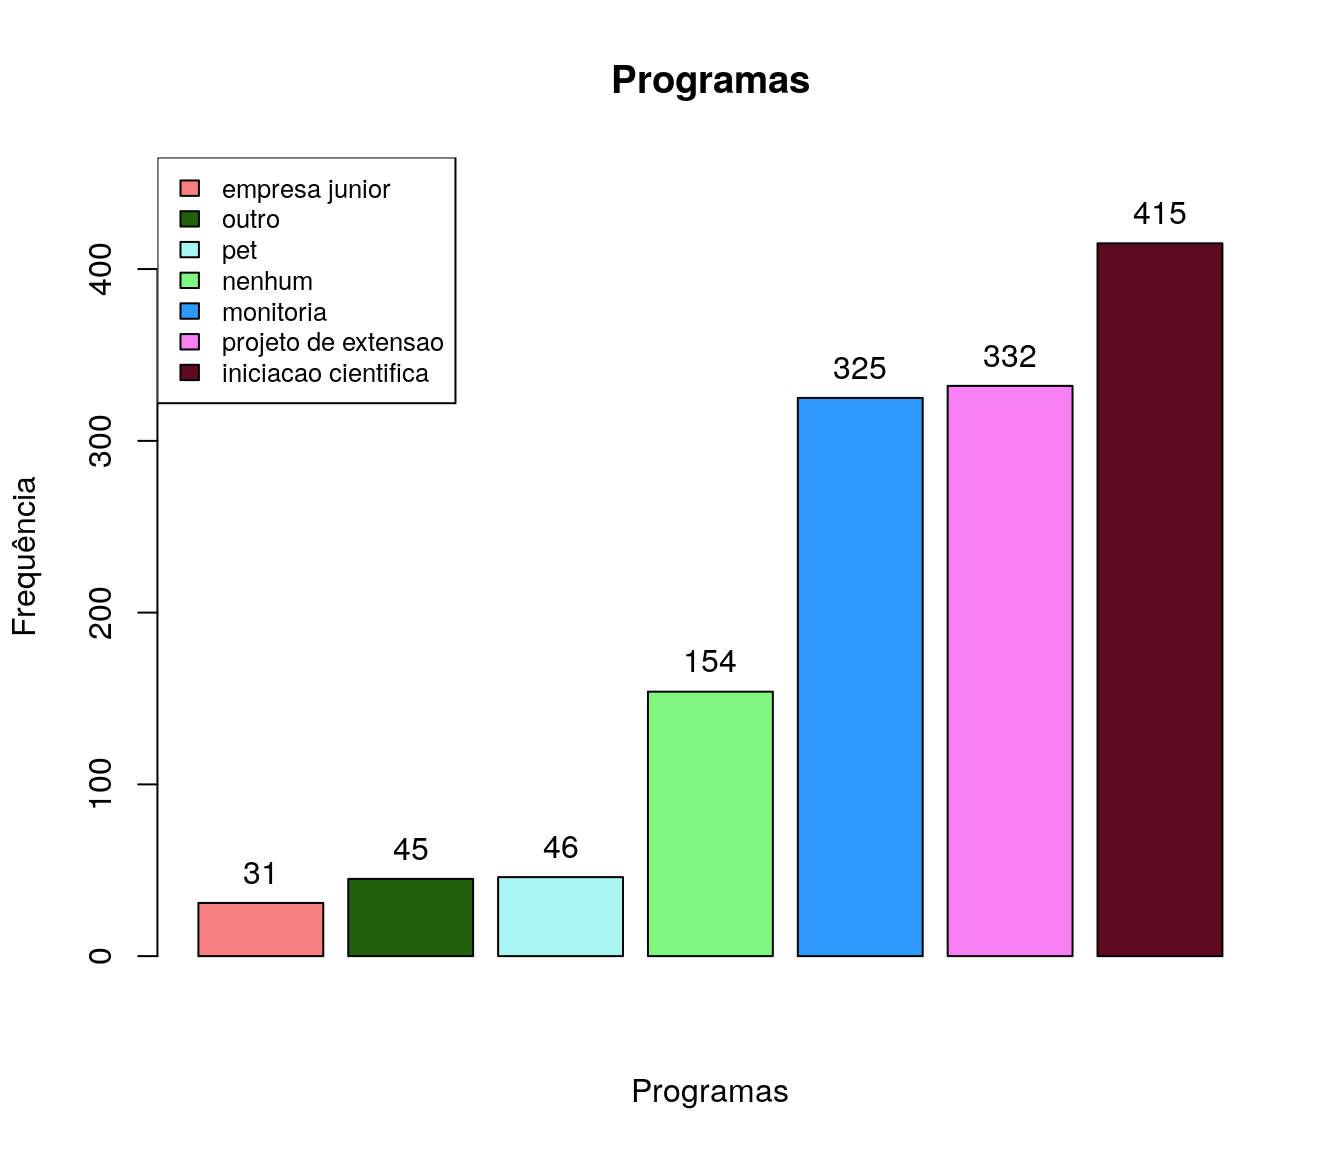 Programas
empresa junior
outro
pet
nenhum
monitoria
projeto de extensao
iniciacao cientifica
Frequência
400
300
200
100
0
31
45
46
154
325
332
415
Programas